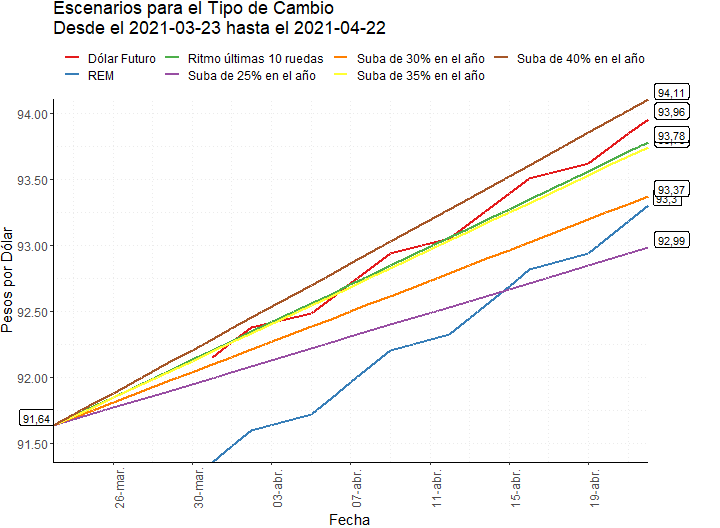 Escenarios para el Tipo de Cambio
Desde el 2021-03-23 hasta el 2021-04-22
Dólar Futuro
Ritmo últimas 10 ruedas
Suba de 30% en el año
Suba de 40% en el año
REM
Suba de 25% en el año
Suba de 35% en el año
94,11
93,96
93,78
93,37
93,3
92,99
91,64
94.00
93.50
93.00
92.50
92.00
91.50
Pesos por Dólar
26-mar.
30-mar.
03-abr.
07-abr.
11-abr.
15-abr.
19-abr.
Fecha